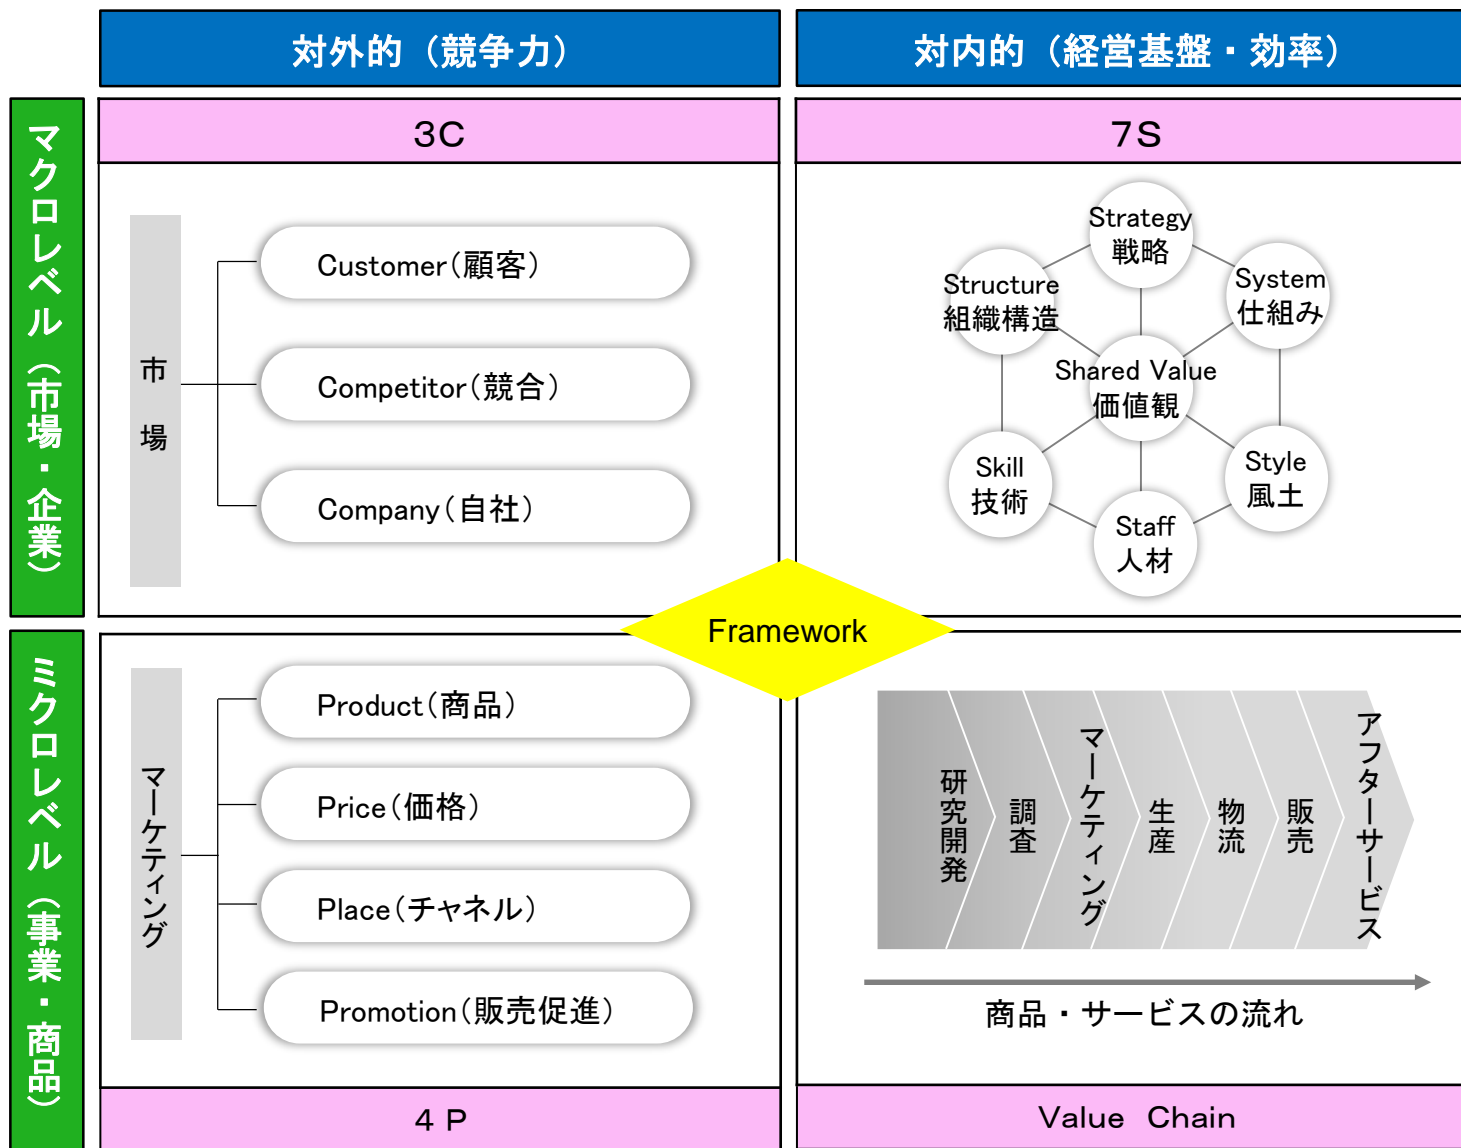 対外的（競争力）
対内的（経営基盤・効率）
マクロレベル（市場・企業）
3C
市場
Customer（顧客）
Competitor（競合）
Company（自社）
7S
Strategy
戦略
Structure
組織構造
System
仕組み
Shared Value
価値観
Skill
技術
Style
風土
Staff
人材
Framework
ミクロレベル（事業・商品）
マーケティング
Product（商品）
Price（価格）
Place（チャネル）
Promotion（販売促進）
4 P
研究開発
調査
マーケティング
生産
物流
販売
アフターサービス
商品・サービスの流れ
Value Chain